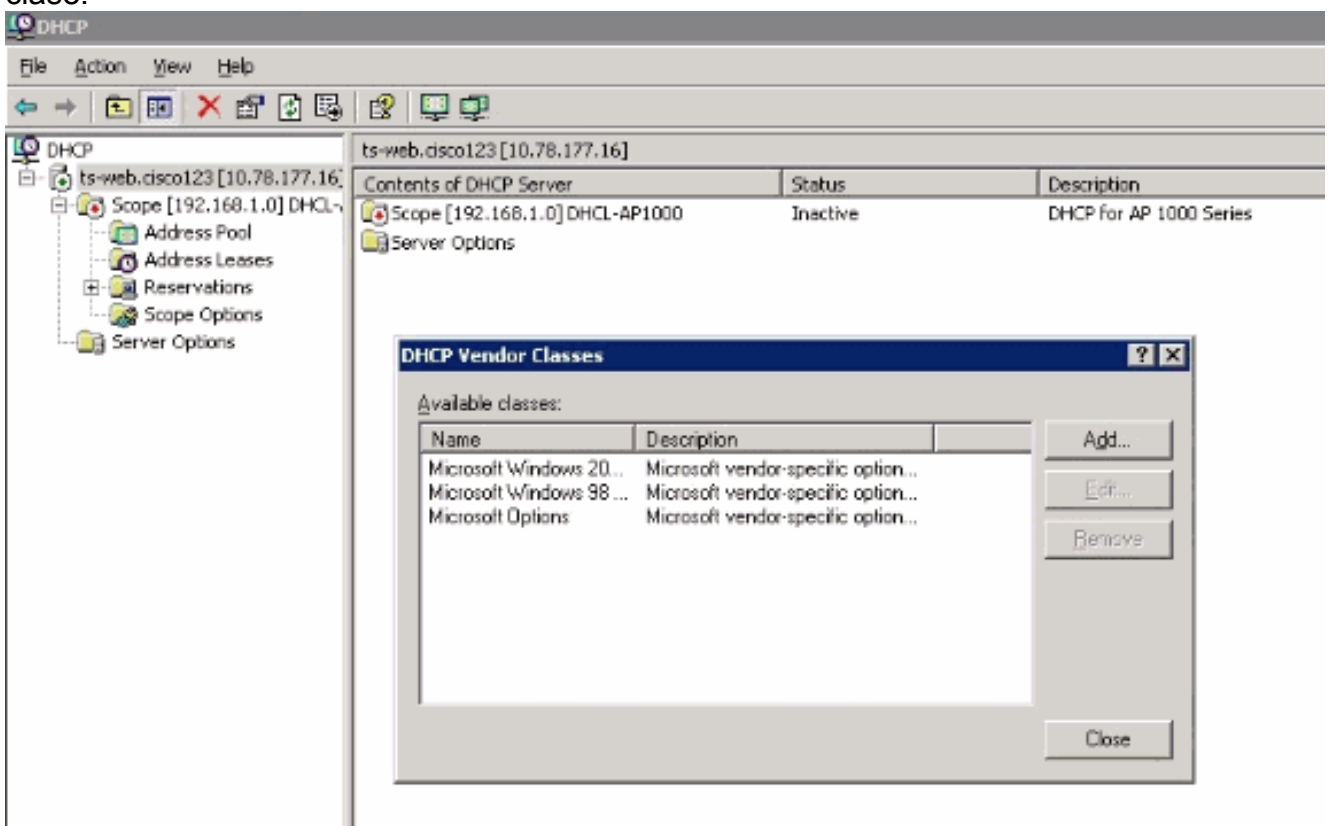 clase.
DHCP
File Action View Help
DHCP
ts-web.cisco123 [10.78.177.16]
Scope [192.168.1.0] DHCL-
Address Pool
Address Leases
Reservations
Scope Options
Server Options
ts-web.cisco123 [10.78.177.16]
Contents of DHCP Server Status Description
Scope [192.168.1.0] DHCL-AP1000 Inactive DHCP for AP 1000 Series
Server Options
DHCP Vendor Classes
Available classes:
Name Description
Microsoft Windows 20... Microsoft vendor-specific option...
Microsoft Windows 98 ... Microsoft vendor-specific option...
Microsoft Options Microsoft vendor-specific option...
Add...
Edit...
Remove
Close